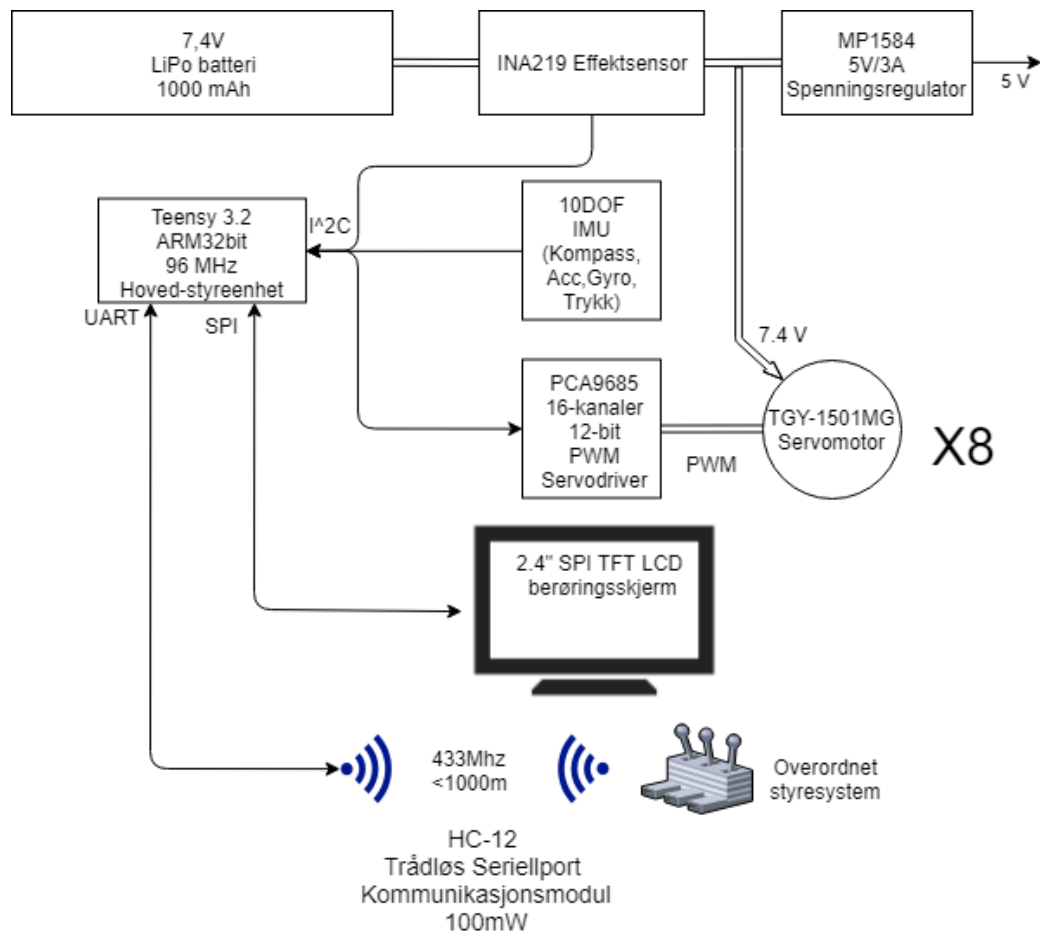 7,4V
LiPo batteri
1000 mAh
INA219 Effektsensor
MP1584
5V/3A
Spenningsregulator
5 V
Teensy 3.2
ARM32bit
96 MHz
Hoved-styreenhet
I^2C
10DOF
IMU
(Kompass,
Acc,Gyro,
Trykk)
UART
SPI
7.4 V
PCA9685
16-kanaler
12-bit
PWM
Servodriver
PWM
TGY-1501MG
Servomotor
X8
2.4" SPI TFT LCD
berøringsskjerm
433Mhz
<1000m
Overordnet
styresystem
HC-12
Trådløs Seriellport
Kommunikasjonsmodul
100mW